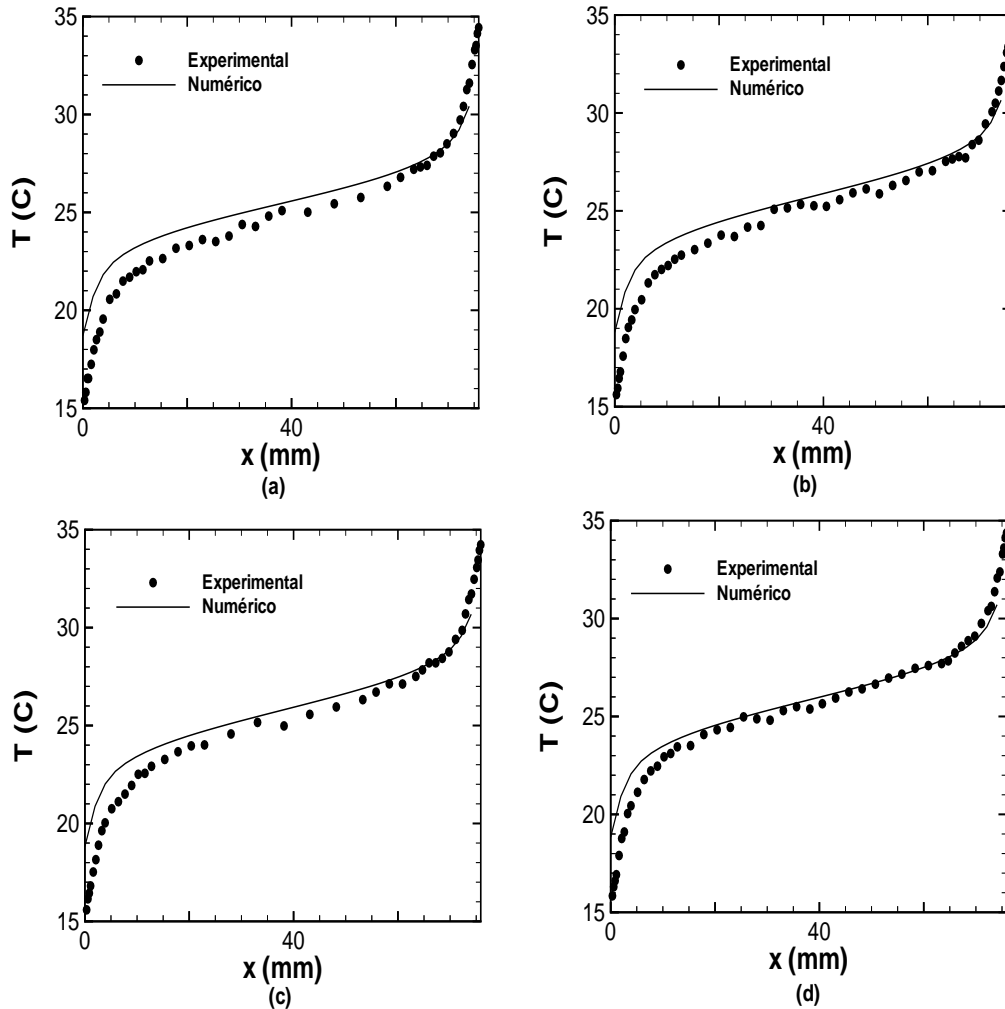 35
Experimental
Numérico
30
T (C)
25
20
15
0
40
x (mm)
(a)
35
Experimental
Numérico
30
T (C)
25
20
15
0
40
x (mm)
(b)
35
Experimental
Numérico
30
T (C)
25
20
15
0
40
x (mm)
(c)
35
Experimental
Numérico
30
T (C)
25
20
15
0
40
x (mm)
(d)